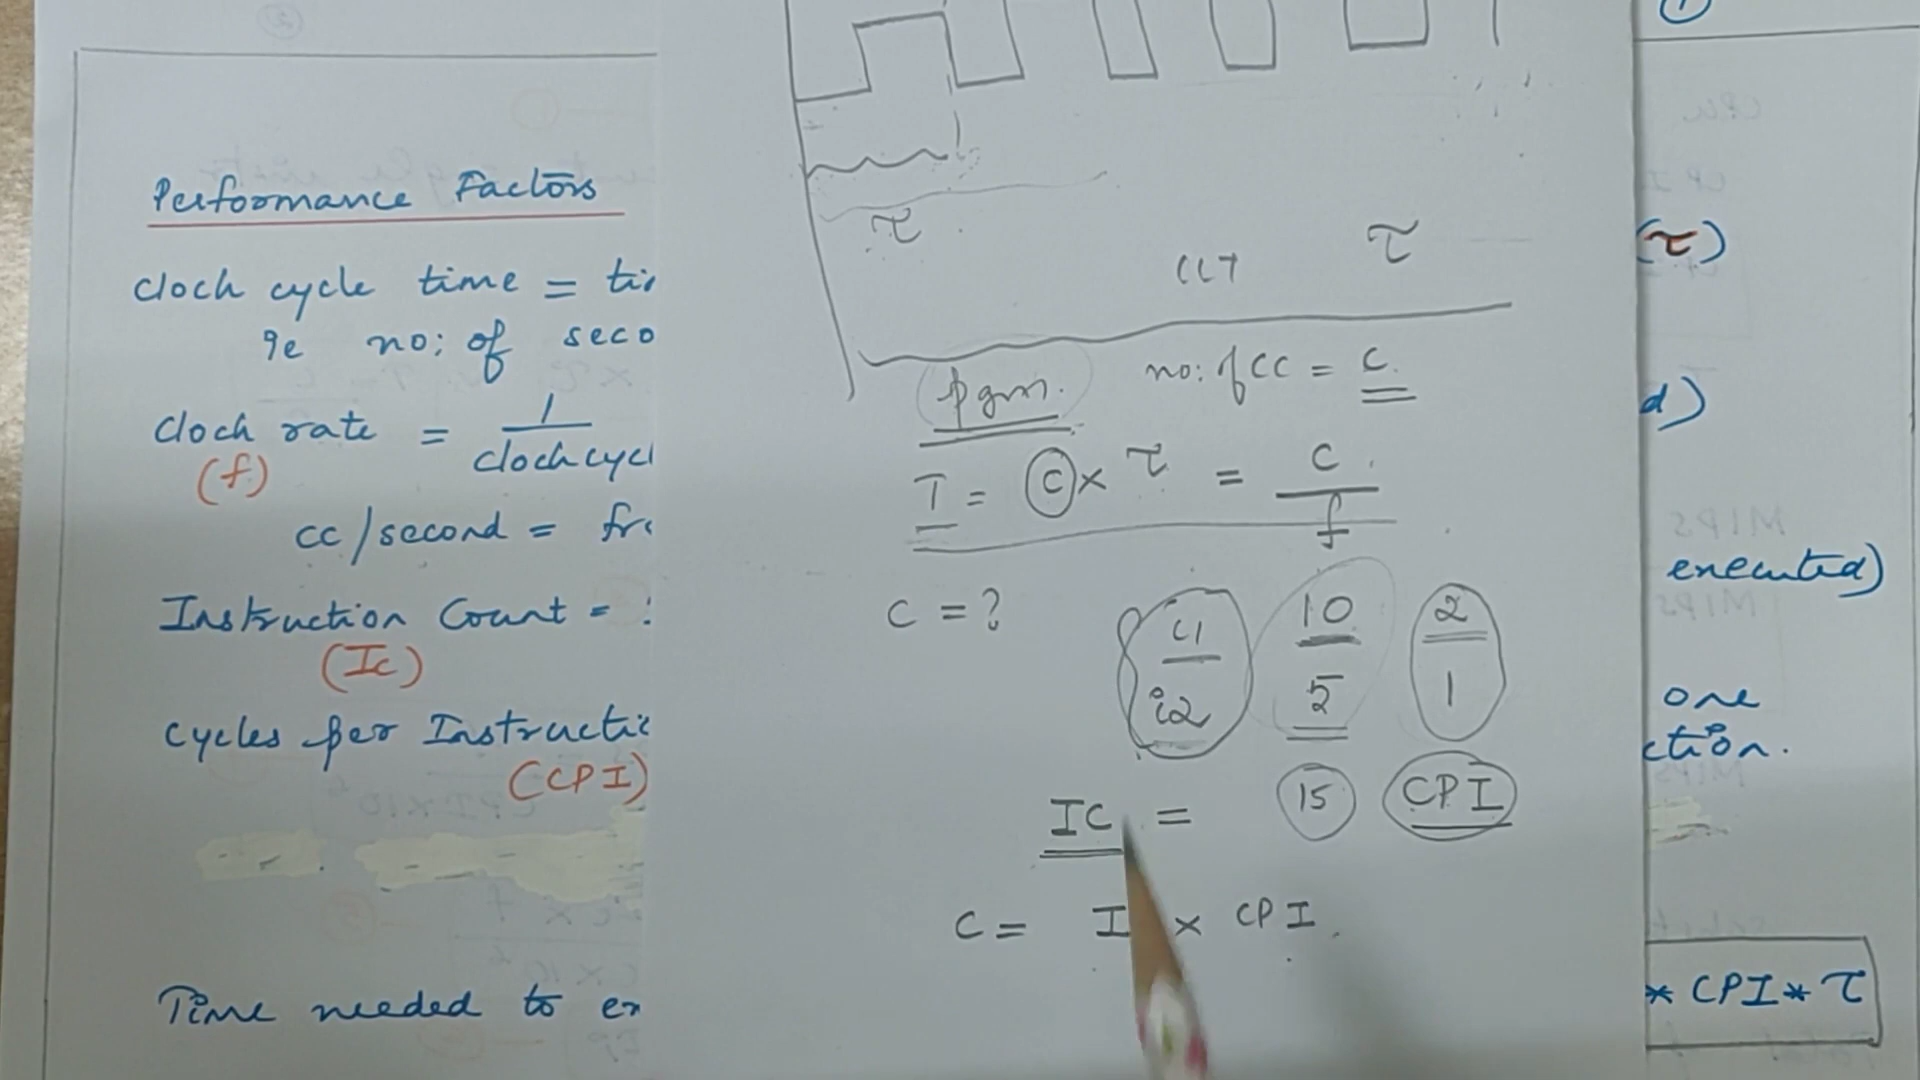 Performance Factors
Clock cycle time = ti
ie no: of seco
Clock rate = 1
clock cycl
(f)
cc/second = fr
Instruction Count =
(Ic)
Cycles per Instructi
(CPI)
Time needed to ex
τ
CCT τ
pgm. no: of CC = C
T = C × τ = C / f
C = ?
i1 10 2
i2 5 1
IC = 15 CPI
C = I × CPI.
(τ)
d)
executed)
one
ction.
* CPI * τ